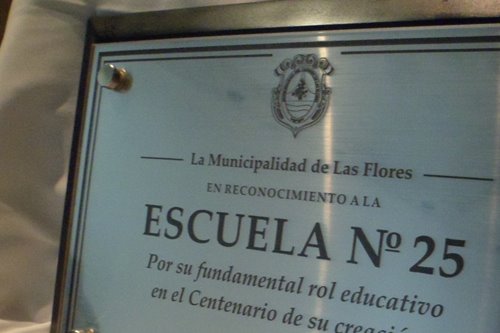 La Municipalidad de Las Flores
EN RECONOCIMIENTO A LA
ESCUELA Nº 25
Por su fundamental rol educativo
en el Centenario de su